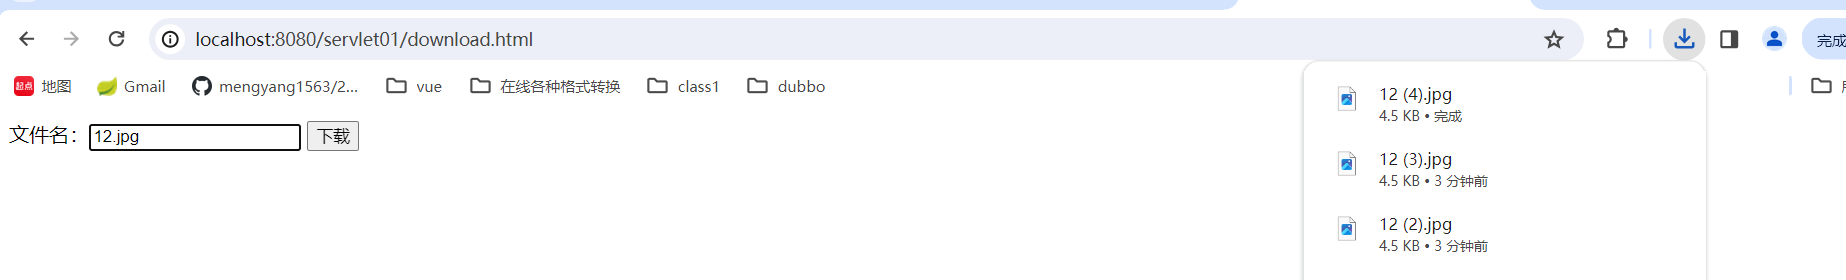 localhost:8080/servlet01/download.html
完成
起点 地图 Gmail mengyang1563/2... vue 在线各种格式转换 class1 dubbo
文件名： 12.jpg 下载
12 (4).jpg
4.5 KB • 完成
12 (3).jpg
4.5 KB • 3 分钟前
12 (2).jpg
4.5 KB • 3 分钟前